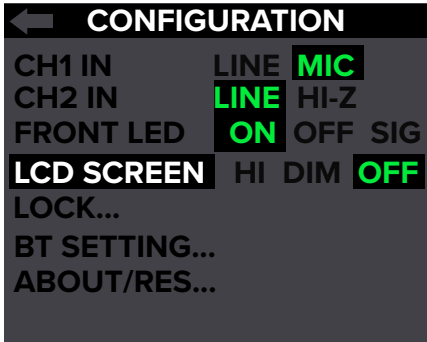 CONFIGURATION
CH1 IN LINE MIC
CH2 IN LINE HI-Z
FRONT LED ON OFF SIG
LCD SCREEN HI DIM OFF
LOCK...
BT SETTING...
ABOUT/RES...